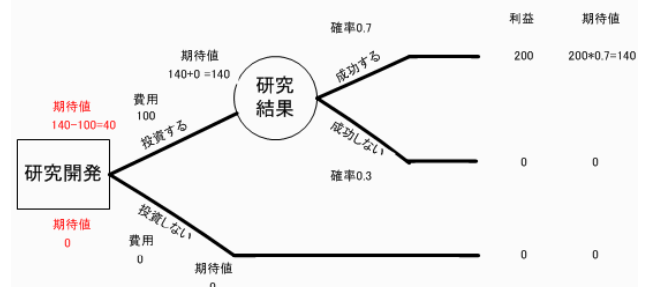 利益 期待値
確率0.7
200 200*0.7=140
期待値
140+0 =140
成功する
研究
結果
期待値
140-100=40
費用
100
投資する
成功しない
研究開発
確率0.3
0 0
期待値
0
投資しない
費用
0
期待値
0 0